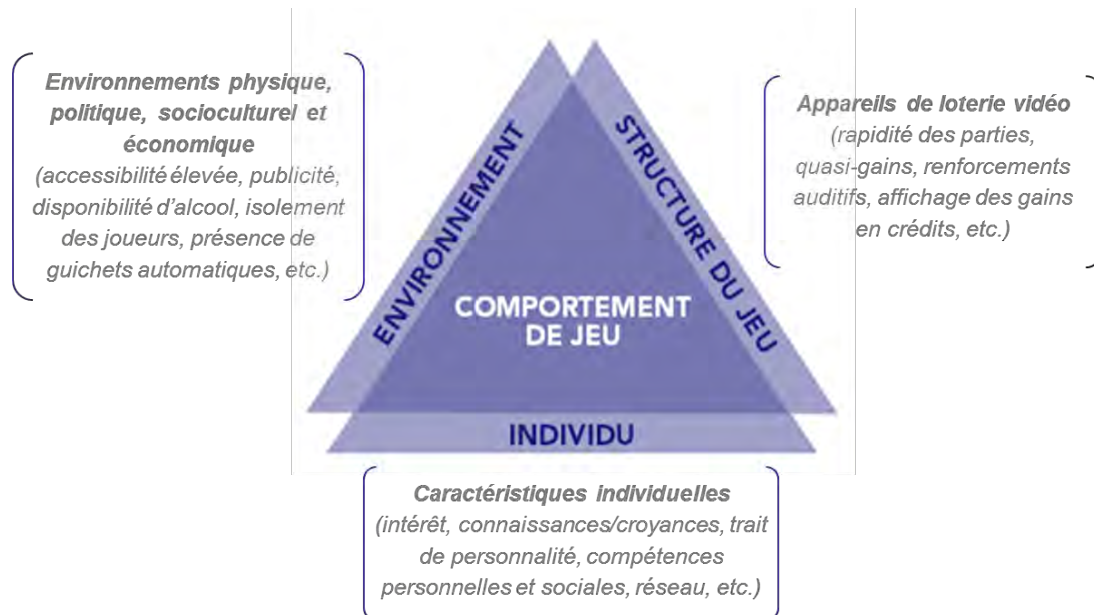 Environnements physique,
politique, socioculturel et
économique
(accessibilité élevée, publicité,
disponibilité d'alcool, isolement
des joueurs, présence de
guichets automatiques, etc.)
ENVIRONNEMENT
STRUCTURE DU JEU
Appareils de loterie vidéo
(rapidité des parties,
quasi-gains, renforcements
auditifs, affichage des gains
en crédits, etc.)
COMPORTEMENT
DE JEU
INDIVIDU
Caractéristiques individuelles
(intérêt, connaissances/croyances, trait
de personnalité, compétences
personnelles et sociales, réseau, etc.)